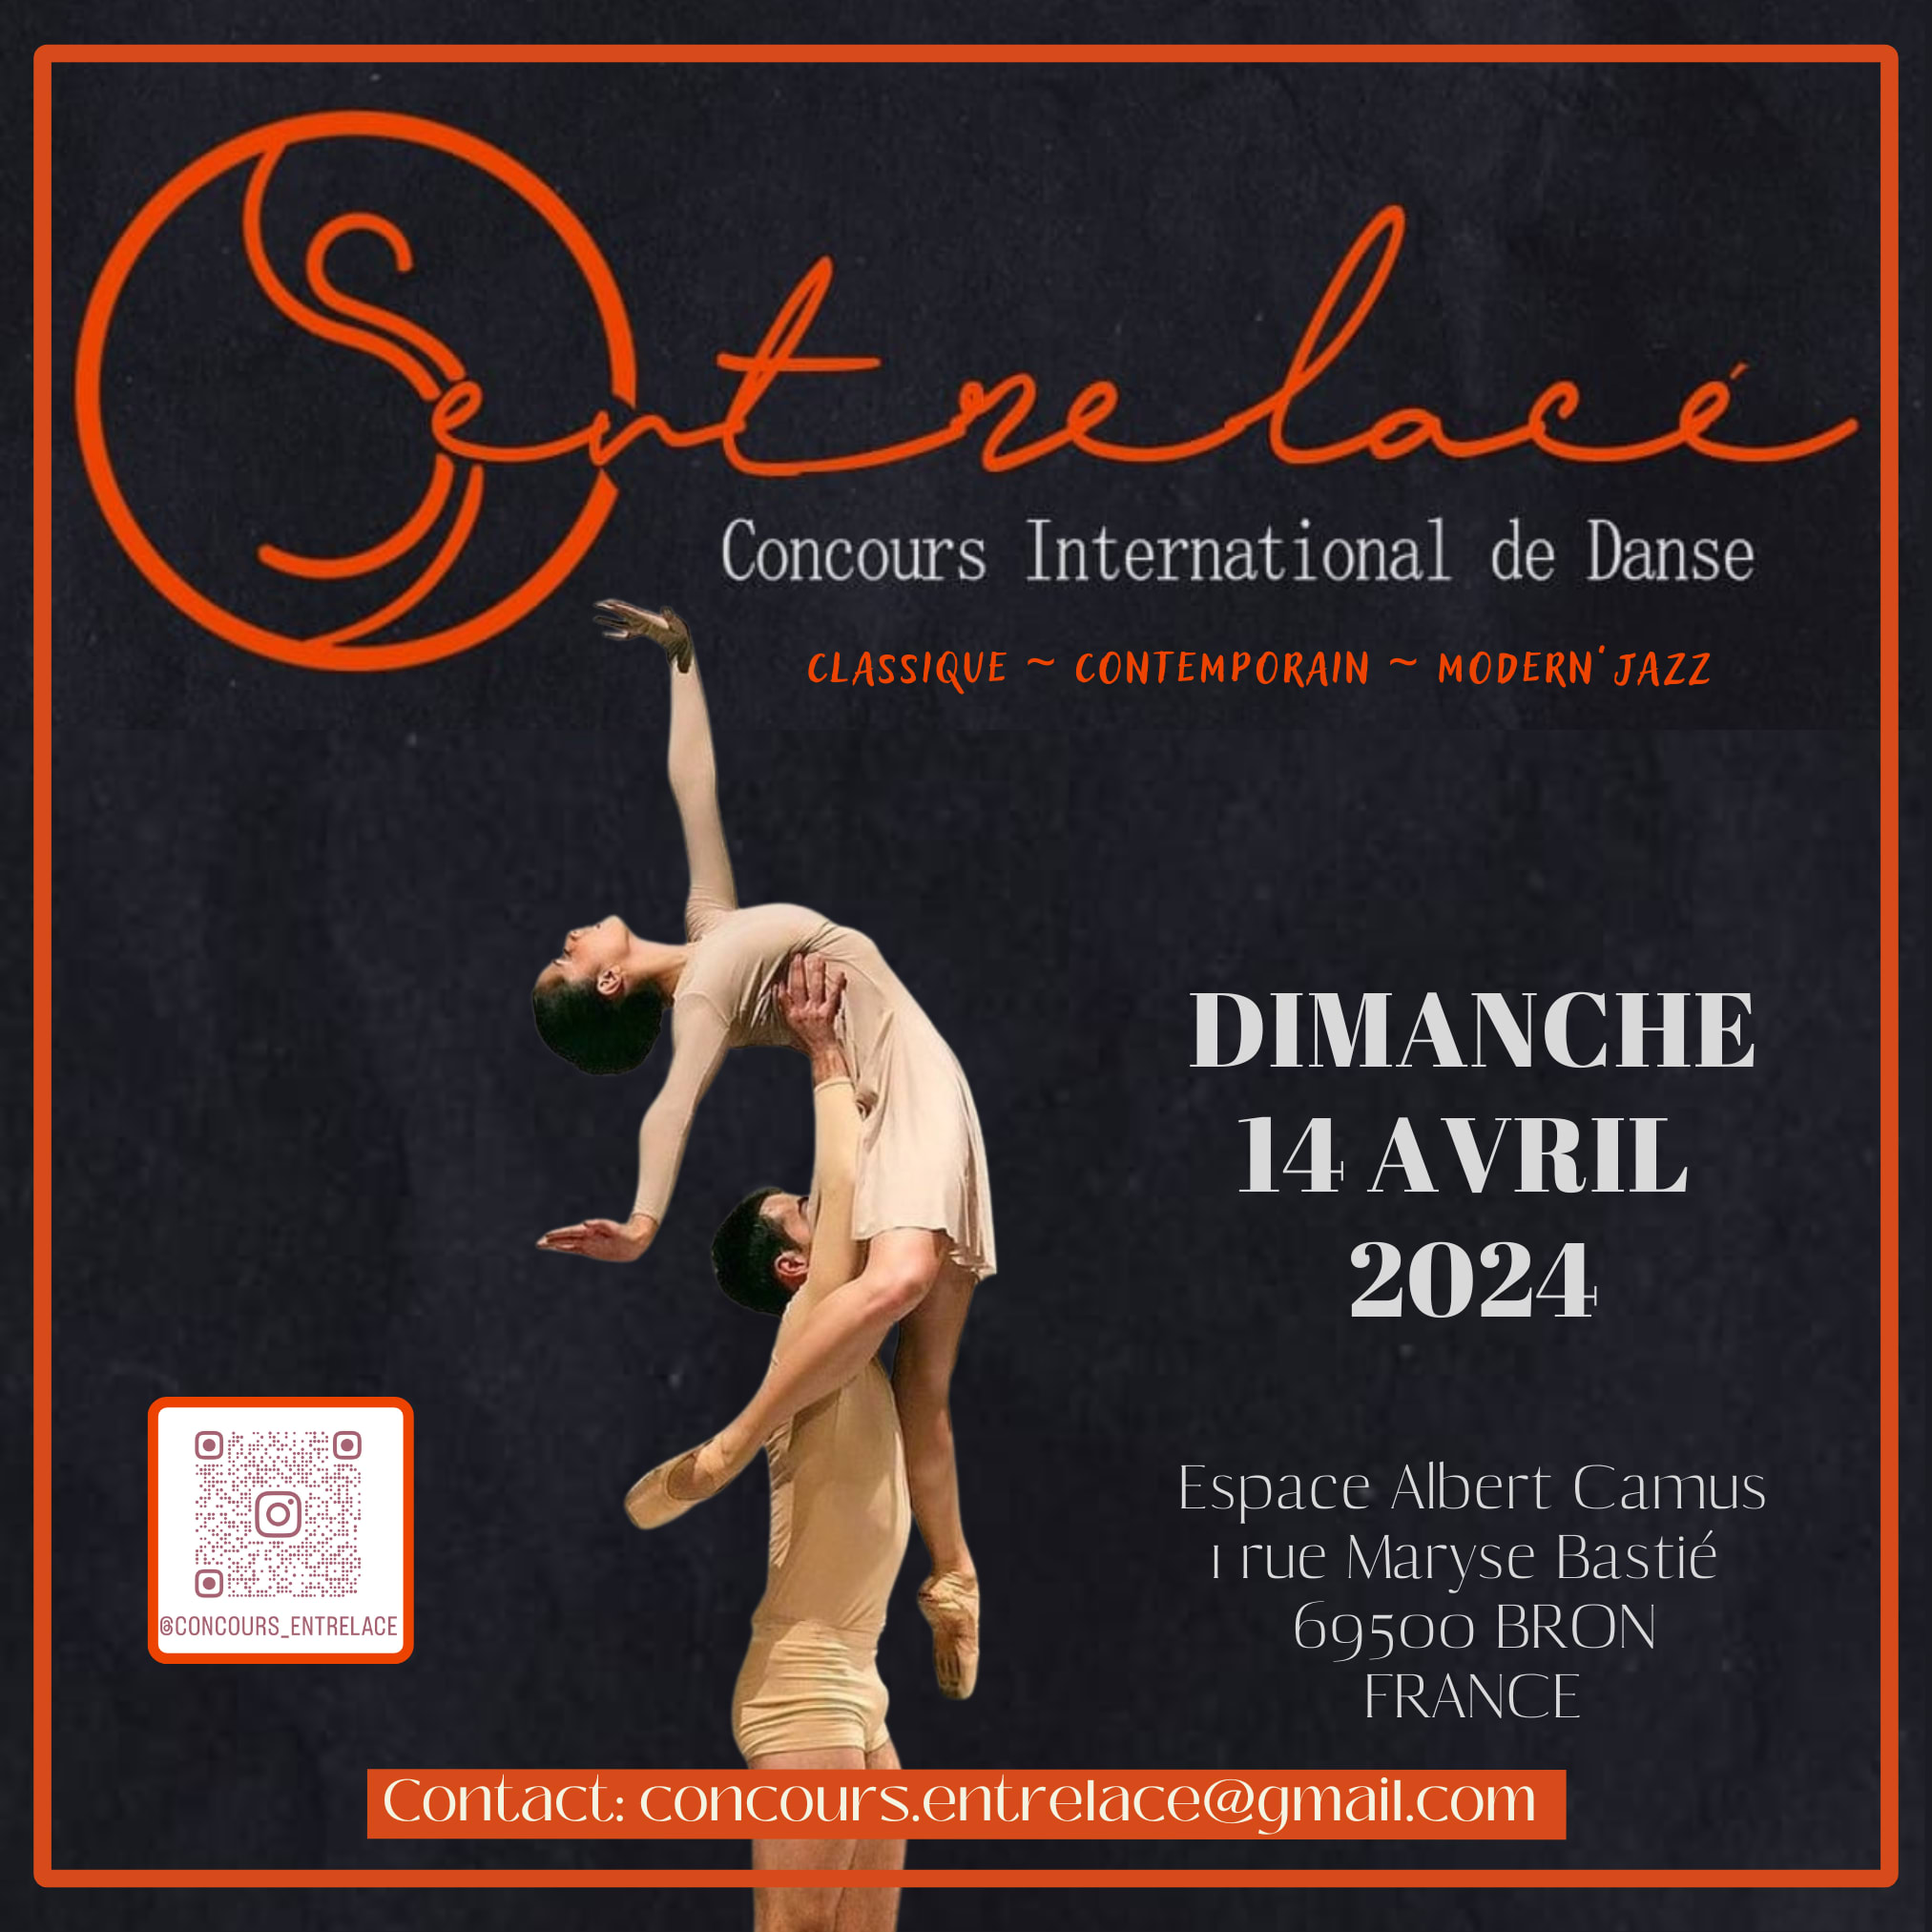 entrelacé
Concours International de Danse
CLASSIQUE ~ CONTEMPORAIN ~ MODERN'JAZZ
DIMANCHE
14 AVRIL
2024
Espace Albert Camus
1 rue Maryse Bastié
69500 BRON
FRANCE
@CONCOURS_ENTRELACE
Contact: concours.entrelace@gmail.com